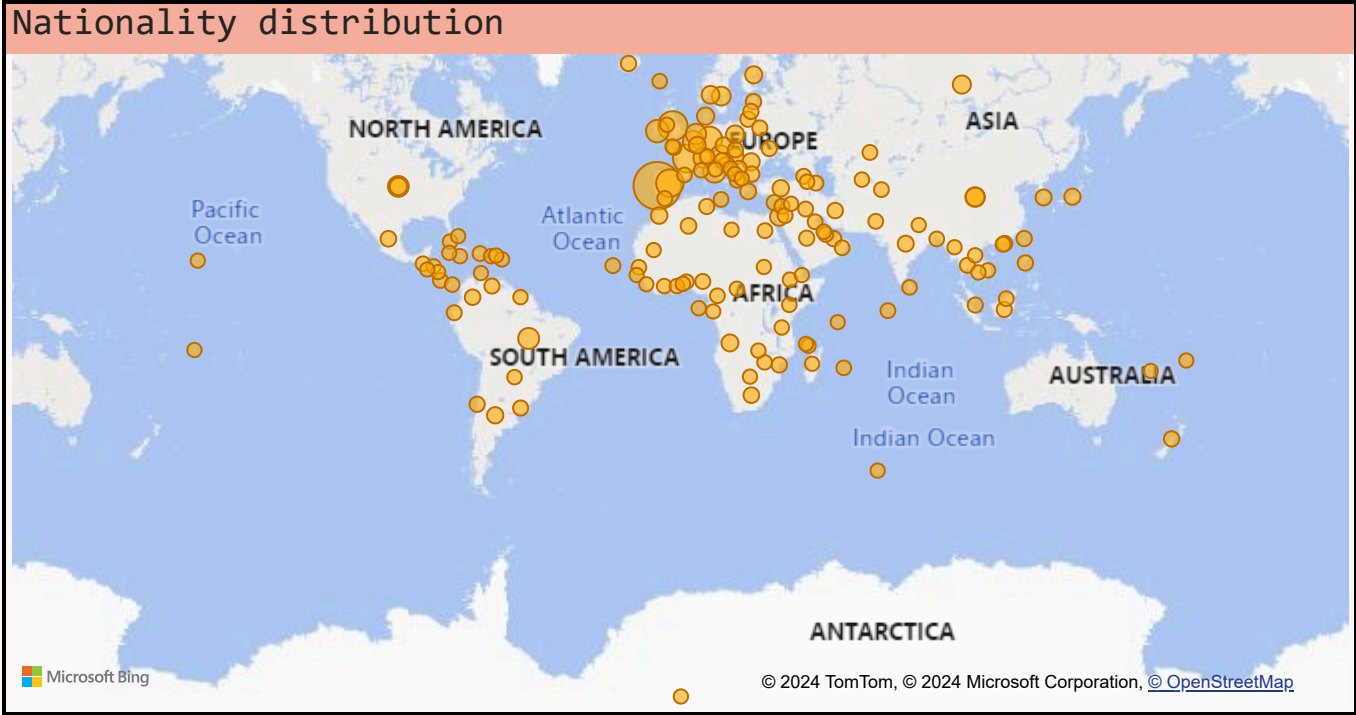 Nationality distribution
NORTH AMERICA
ASIA
EUROPE
Pacific
Ocean
Atlantic
Ocean
AFRICA
SOUTH AMERICA
Indian
Ocean
AUSTRALIA
Indian Ocean
ANTARCTICA
Microsoft Bing
© 2024 TomTom, © 2024 Microsoft Corporation, © OpenStreetMap